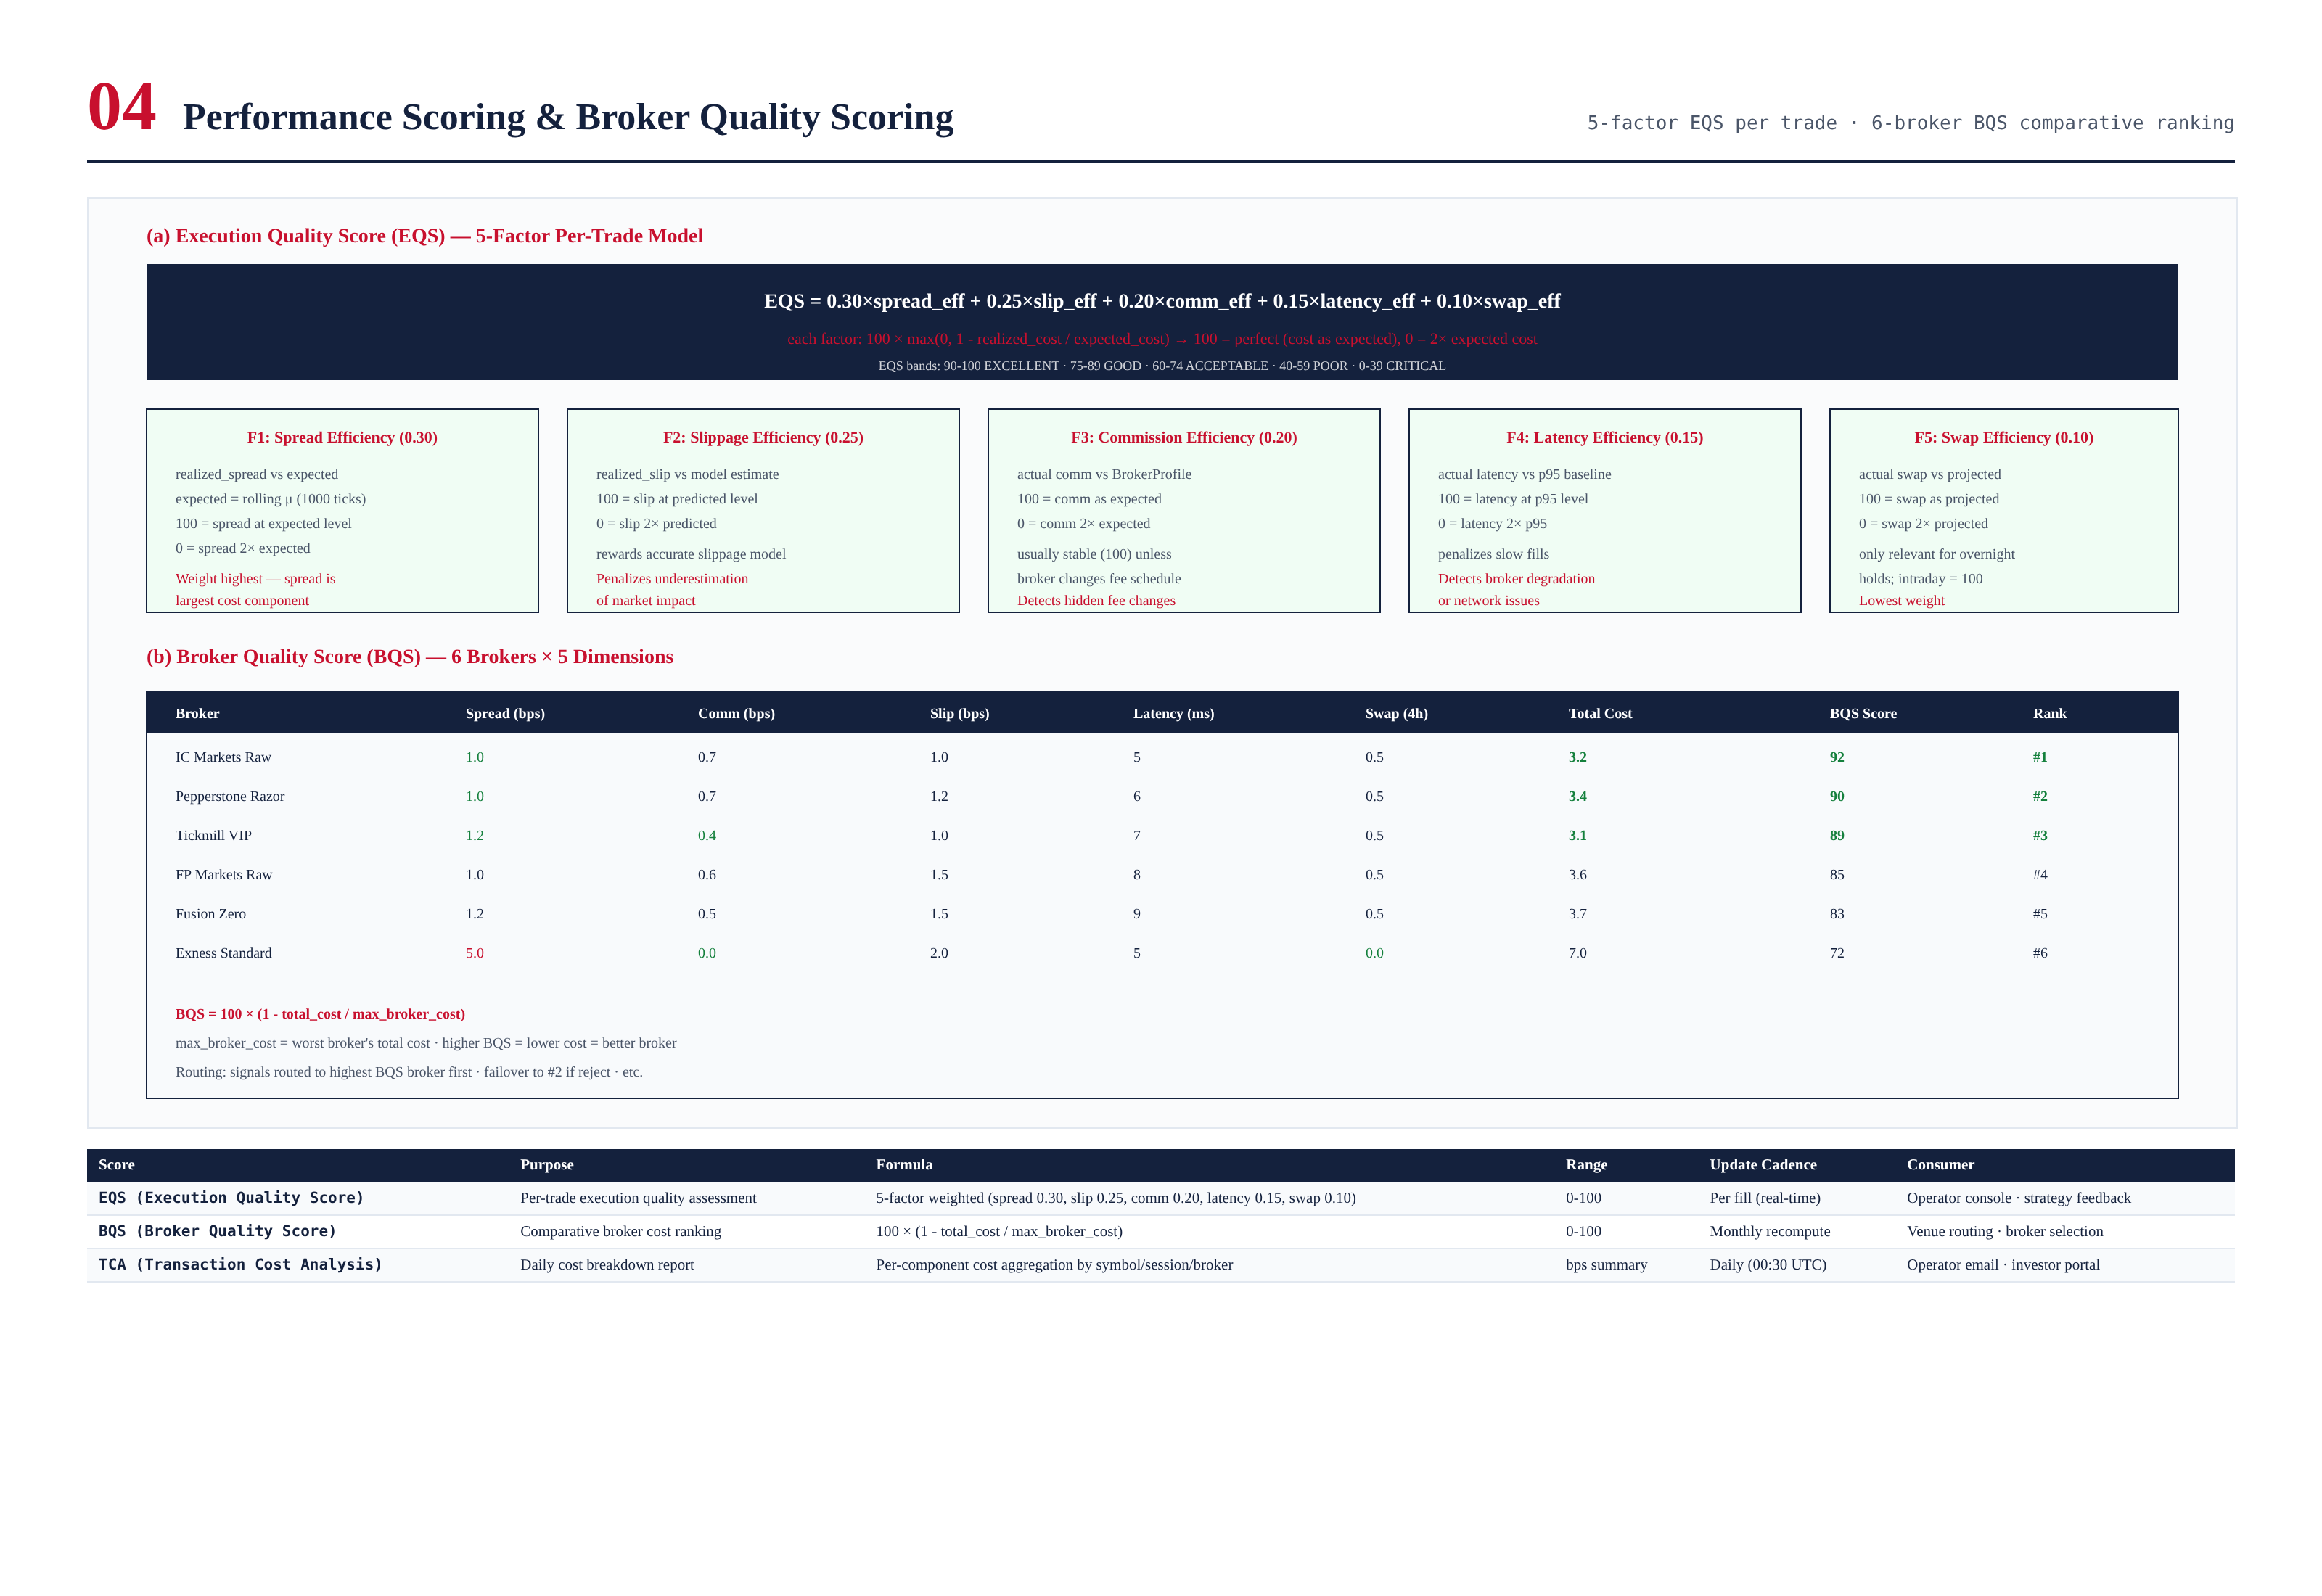 04 Performance Scoring & Broker Quality Scoring
5-factor EQS per trade · 6-broker BQS comparative ranking
(a) Execution Quality Score (EQS) — 5-Factor Per-Trade Model
EQS = 0.30×spread_eff + 0.25×slip_eff + 0.20×comm_eff + 0.15×latency_eff + 0.10×swap_eff
each factor: 100 × max(0, 1 - realized_cost / expected_cost) → 100 = perfect (cost as expected), 0 = 2× expected cost
EQS bands: 90-100 EXCELLENT · 75-89 GOOD · 60-74 ACCEPTABLE · 40-59 POOR · 0-39 CRITICAL
F1: Spread Efficiency (0.30)
realized_spread vs expected
expected = rolling μ (1000 ticks)
100 = spread at expected level
0 = spread 2× expected
Weight highest — spread is
largest cost component
F2: Slippage Efficiency (0.25)
realized_slip vs model estimate
100 = slip at predicted level
0 = slip 2× predicted
rewards accurate slippage model
Penalizes underestimation
of market impact
F3: Commission Efficiency (0.20)
actual comm vs BrokerProfile
100 = comm as expected
0 = comm 2× expected
usually stable (100) unless
broker changes fee schedule
Detects hidden fee changes
F4: Latency Efficiency (0.15)
actual latency vs p95 baseline
100 = latency at p95 level
0 = latency 2× p95
penalizes slow fills
Detects broker degradation
or network issues
F5: Swap Efficiency (0.10)
actual swap vs projected
100 = swap as projected
0 = swap 2× projected
only relevant for overnight
holds; intraday = 100
Lowest weight
(b) Broker Quality Score (BQS) — 6 Brokers × 5 Dimensions
Broker Spread (bps) Comm (bps) Slip (bps) Latency (ms) Swap (4h) Total Cost BQS Score Rank
IC Markets Raw 1.0 0.7 1.0 5 0.5 3.2 92 #1
Pepperstone Razor 1.0 0.7 1.2 6 0.5 3.4 90 #2
Tickmill VIP 1.2 0.4 1.0 7 0.5 3.1 89 #3
FP Markets Raw 1.0 0.6 1.5 8 0.5 3.6 85 #4
Fusion Zero 1.2 0.5 1.5 9 0.5 3.7 83 #5
Exness Standard 5.0 0.0 2.0 5 0.0 7.0 72 #6
BQS = 100 × (1 - total_cost / max_broker_cost)
max_broker_cost = worst broker's total cost · higher BQS = lower cost = better broker
Routing: signals routed to highest BQS broker first · failover to #2 if reject · etc.
Score Purpose Formula Range Update Cadence Consumer
EQS (Execution Quality Score) Per-trade execution quality assessment 5-factor weighted (spread 0.30, slip 0.25, comm 0.20, latency 0.15, swap 0.10) 0-100 Per fill (real-time) Operator console · strategy feedback
BQS (Broker Quality Score) Comparative broker cost ranking 100 × (1 - total_cost / max_broker_cost) 0-100 Monthly recompute Venue routing · broker selection
TCA (Transaction Cost Analysis) Daily cost breakdown report Per-component cost aggregation by symbol/session/broker bps summary Daily (00:30 UTC) Operator email · investor portal